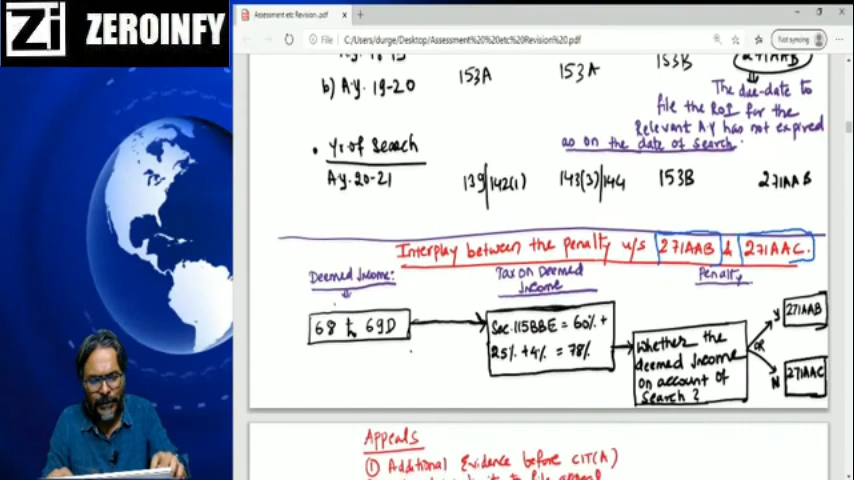 Zi ZEROINFY
Assessment etc Revision.pdf
File C:/Users/durge/Desktop/Assessment%20%20etc%20Revision%20.pdf
Not syncing
153A 153A 153B 271AAB
b) A.y. 19-20
The due-date to
file the RoI for the
Relevant AY has not expired
as on the date of search.
• Yr of Search
A.y. 20-21 139|142(1) 143(3)|144 153B 271AAB
Interplay between the penalty u/s 271AAB & 271AAC.
Deemed Income: Tax on Deemed Income Penalty
68 to 69D
Sec. 115BBE = 60% +
25% + 4% = 78%
Whether the
deemed Income
on account of
Search ?
Y 271AAB
OR
N 271AAC
Appeals
① Additional Evidence before CIT(A)